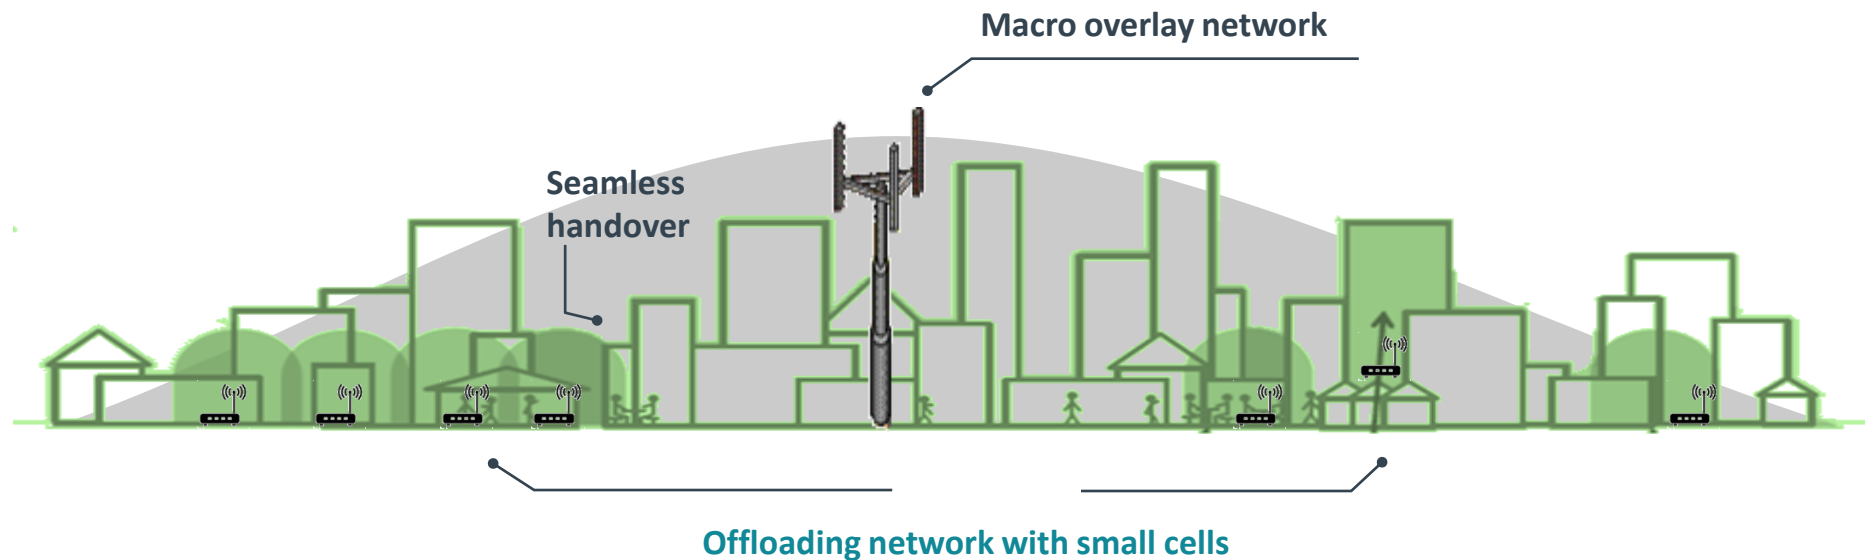 Macro overlay network
Seamless
handover
Offloading network with small cells